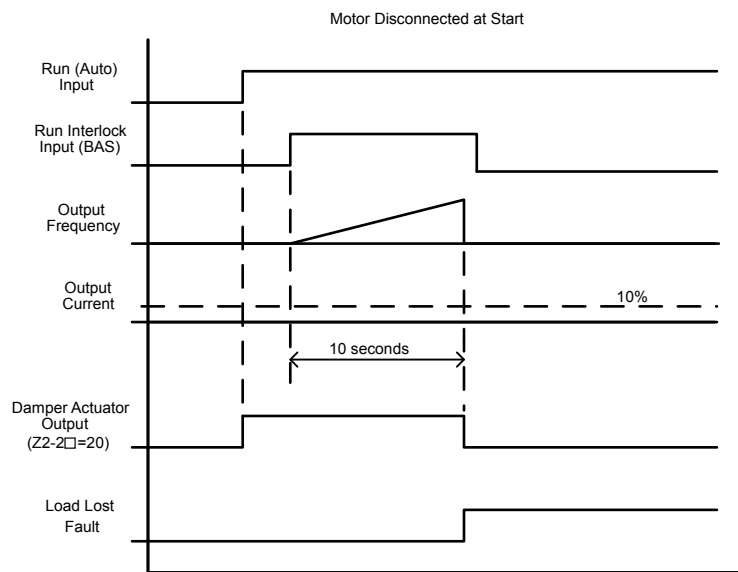 Motor Disconnected at Start
Run (Auto)
Input
Run Interlock
Input (BAS)
Output
Frequency
Output
Current
10%
10 seconds
Damper Actuator
Output
(Z2-2□=20)
Load Lost
Fault